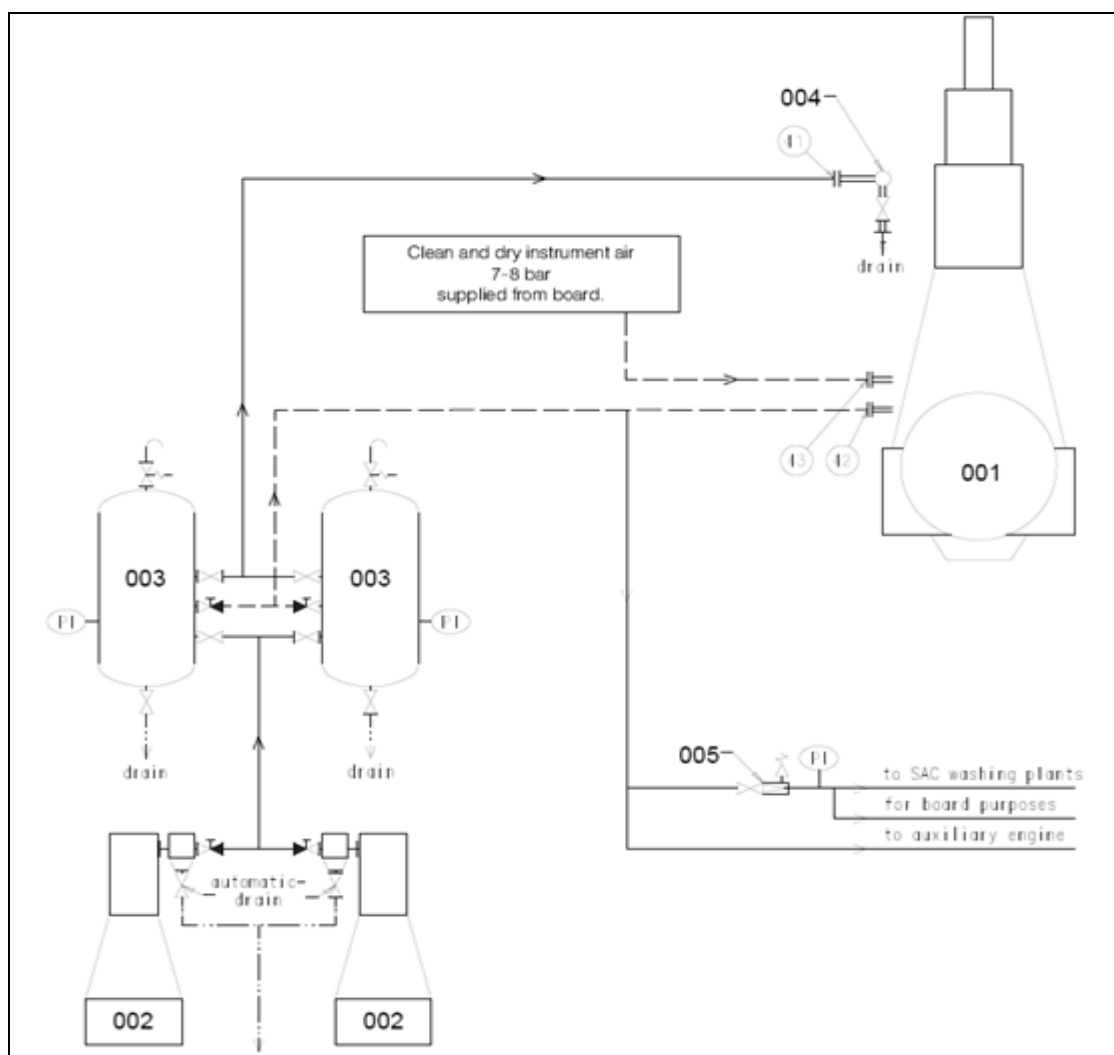 004
41
drain
Clean and dry instrument air
7-8 bar
supplied from board.
43
42
001
003
003
PI
PI
drain
drain
005
PI
to SAC washing plants
for board purposes
to auxiliary engine
automatic-
drain
002
002